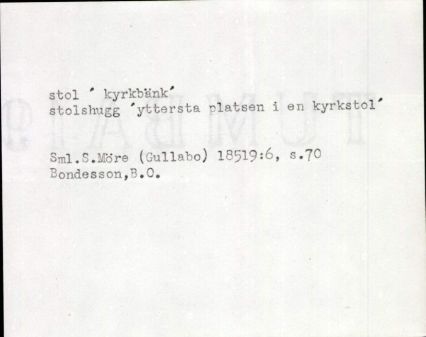 stol ´ kyrkbänk´
stolshugg ´yttersta platsen i en kyrkstol´
Sml.S.Möre (Gullabo) 18519:6, s.70
Bondesson,B.O.